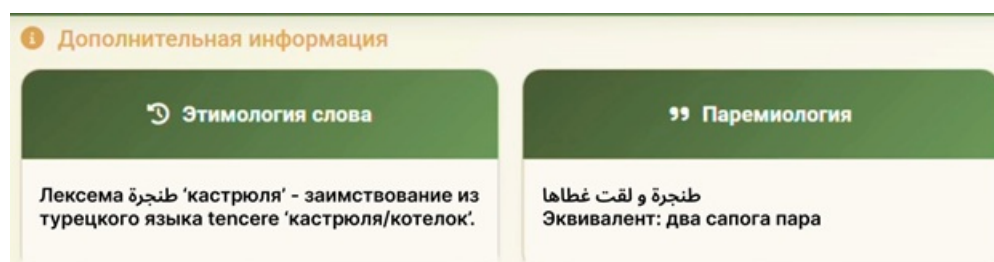 Дополнительная информация
Этимология слова
Лексема طنجرة ‘кастрюля’ - заимствование из
турецкого языка tencere ‘кастрюля/котелок’.
Паремиология
طنجرة و لقت غطاها
Эквивалент: два сапога пара